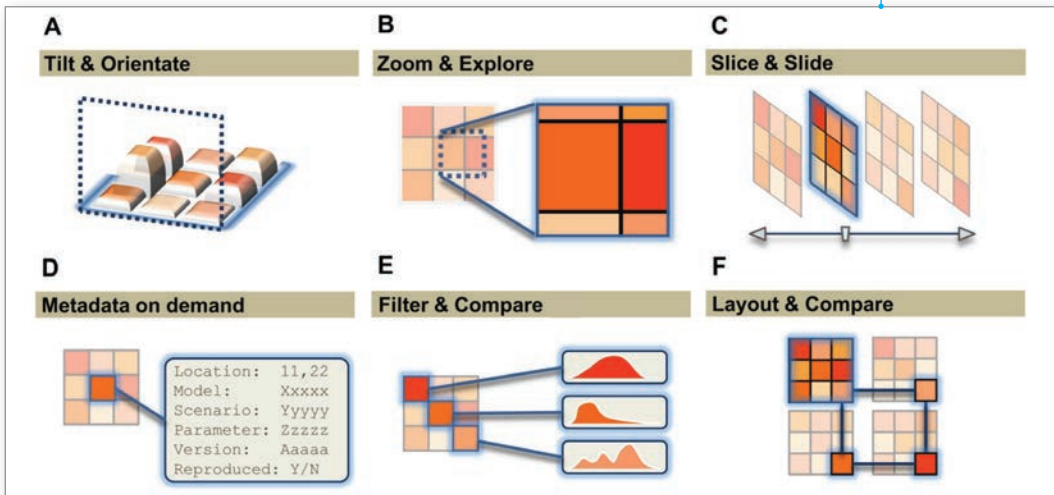 A
Tilt & Orientate
B
Zoom & Explore
C
Slice & Slide
D
Metadata on demand
Location: 11,22
Model: Xxxxx
Scenario: Yyyyy
Parameter: Zzzzz
Version: Aaaaa
Reproduced: Y/N
E
Filter & Compare
F
Layout & Compare